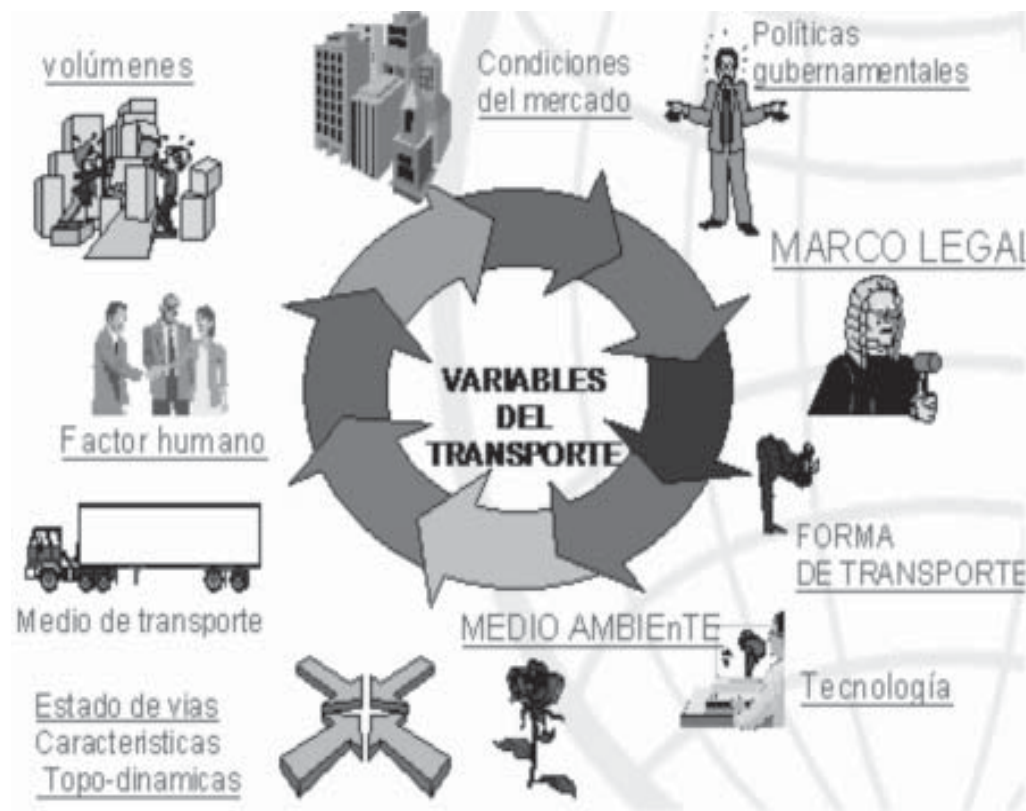 volúmenes
Condiciones
del mercado
Políticas
gubernamentales
MARCO LEGAL
VARIABLES
DEL
TRANSPORTE
Factor humano
FORMA
DE TRANSPORTE
Medio de transporte
MEDIO AMBIEnTE
Tecnología
Estado de vias
Caracteristicas
Topo-dinamicas